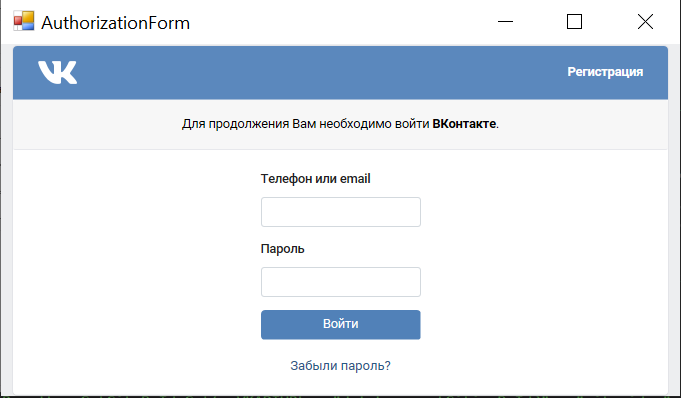 AuthorizationForm
Регистрация
Для продолжения Вам необходимо войти ВКонтакте.
Телефон или email
Пароль
Войти
Забыли пароль?